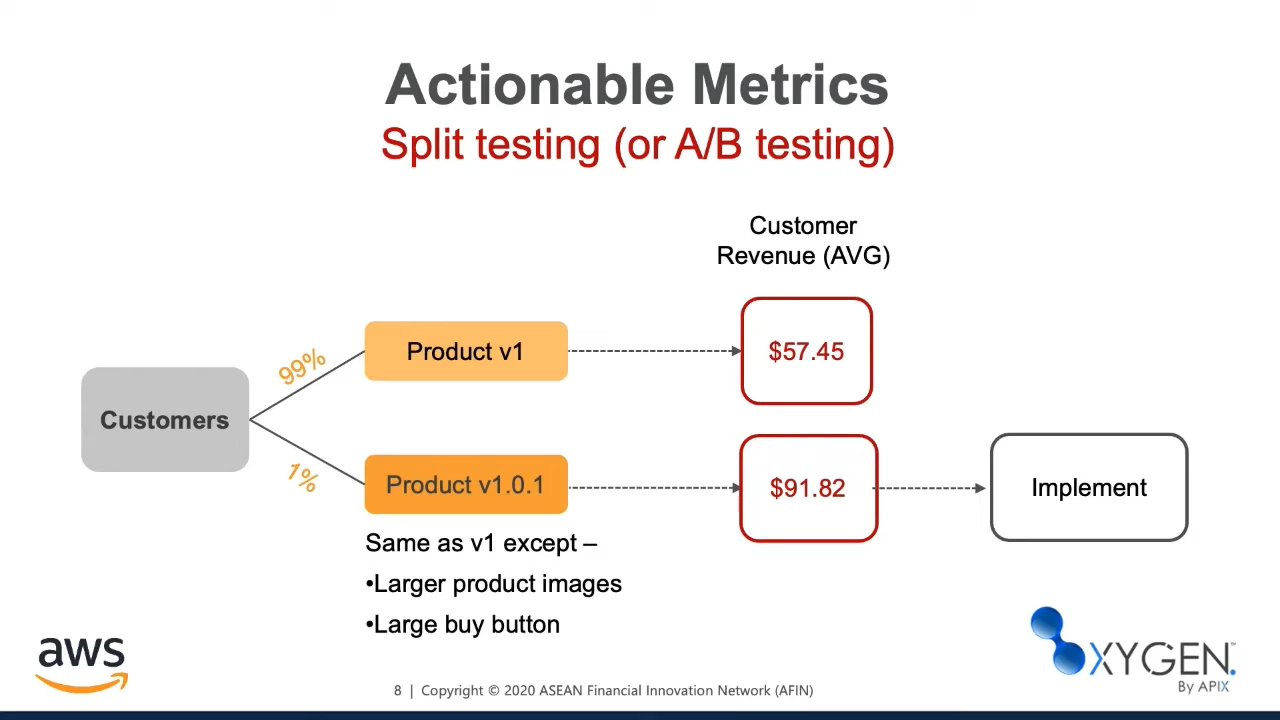 Actionable Metrics
Split testing (or A/B testing)
Customer
Revenue (AVG)
99%
Product v1
$57.45
Customers
1%
Product v1.0.1
$91.82
Implement
Same as v1 except –
•Larger product images
•Large buy button
aws
OXYGEN™
By APIX
8 | Copyright © 2020 ASEAN Financial Innovation Network (AFIN)